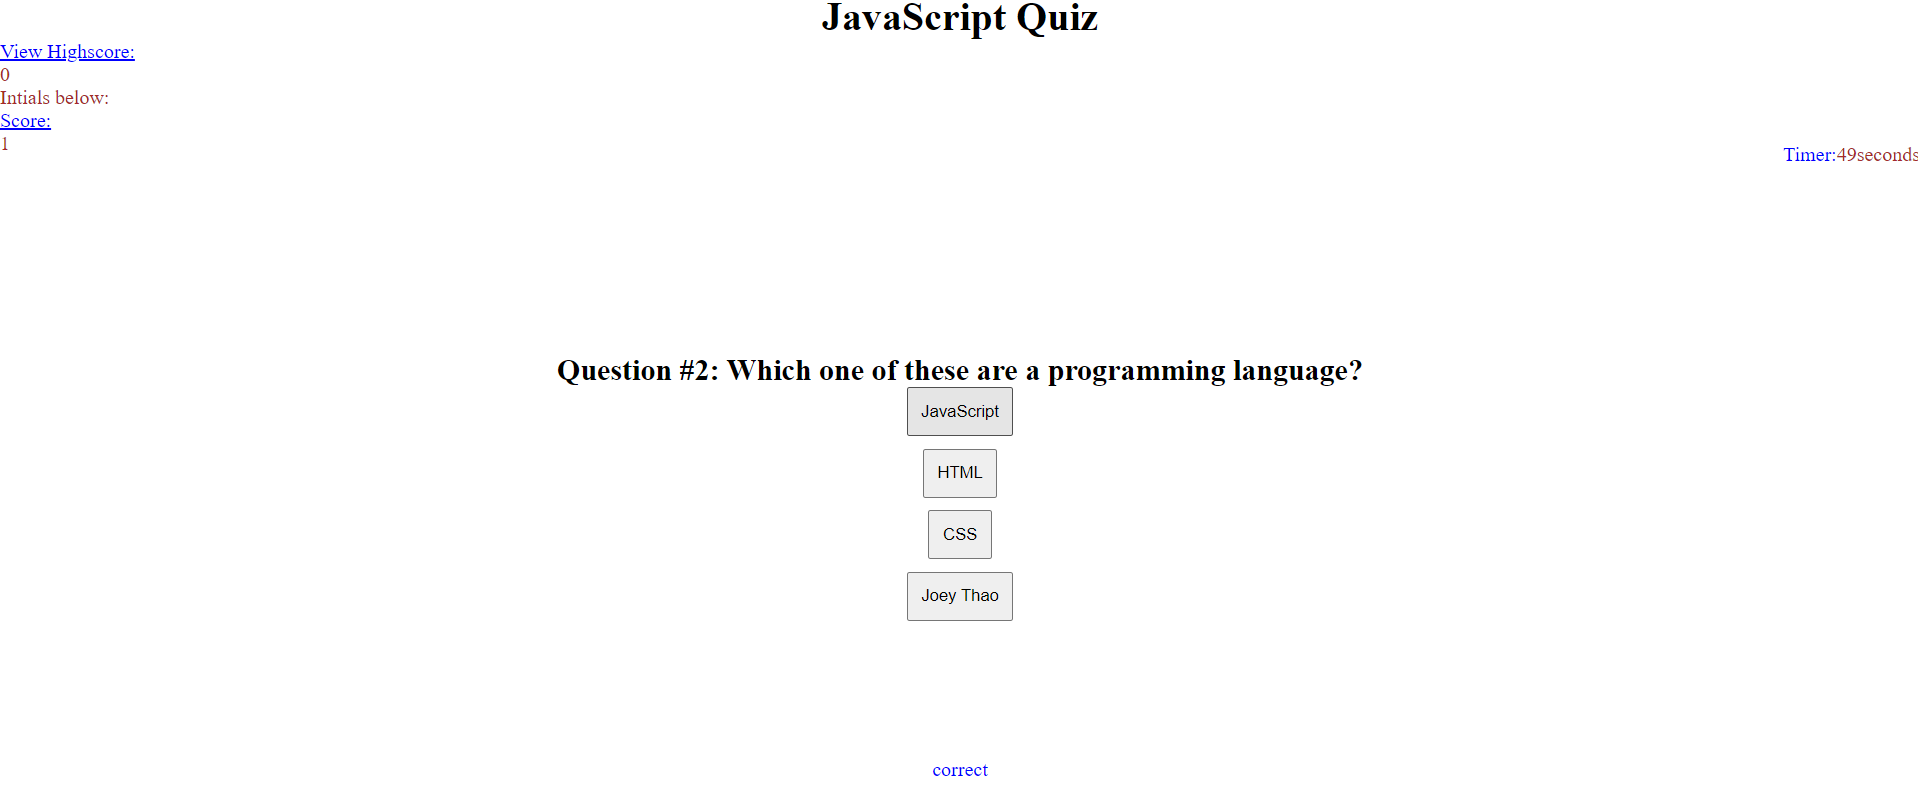 JavaScript Quiz
View Highscore:
0
Intials below:
Score:
1
Timer:49seconds
Question #2: Which one of these are a programming language?
JavaScript
HTML
CSS
Joey Thao
correct